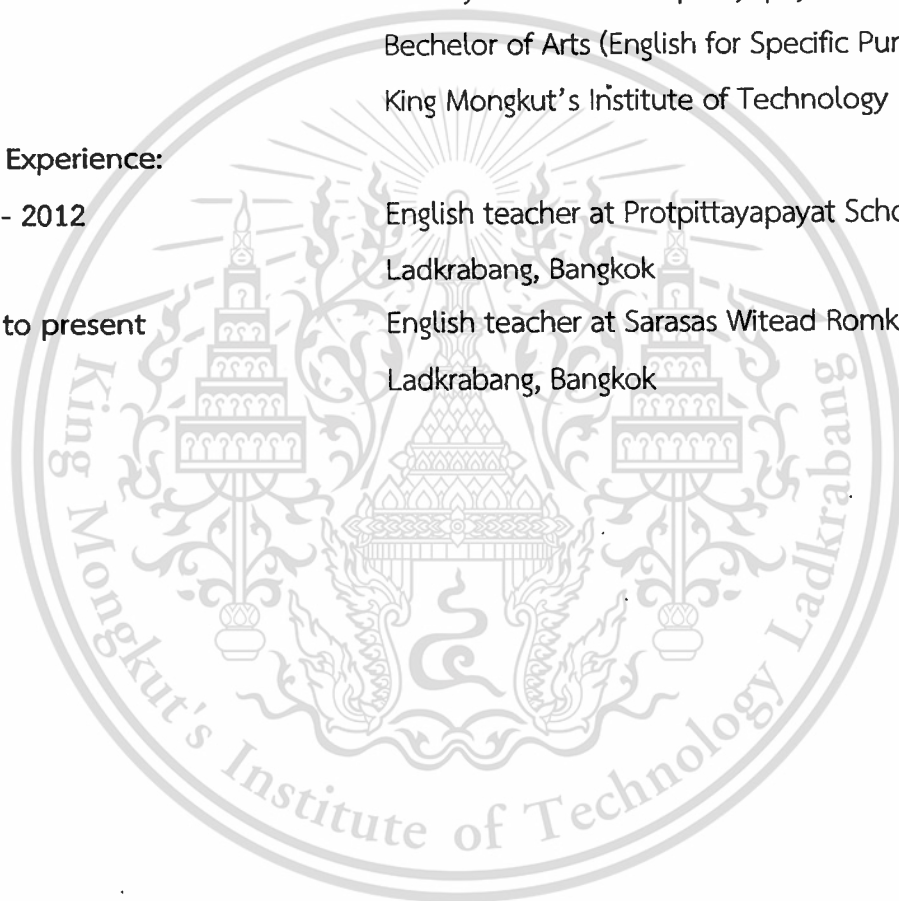 Bechelor of Arts (English for Specific Pur
King Mongkut's Institute of Technology
Experience:
- 2012 English teacher at Protpittayapayat Scho
Ladkrabang, Bangkok
to present English teacher at Sarasas Witead Romk
Ladkrabang, Bangkok
King Mongkut's Institute of Technology Ladkrabang